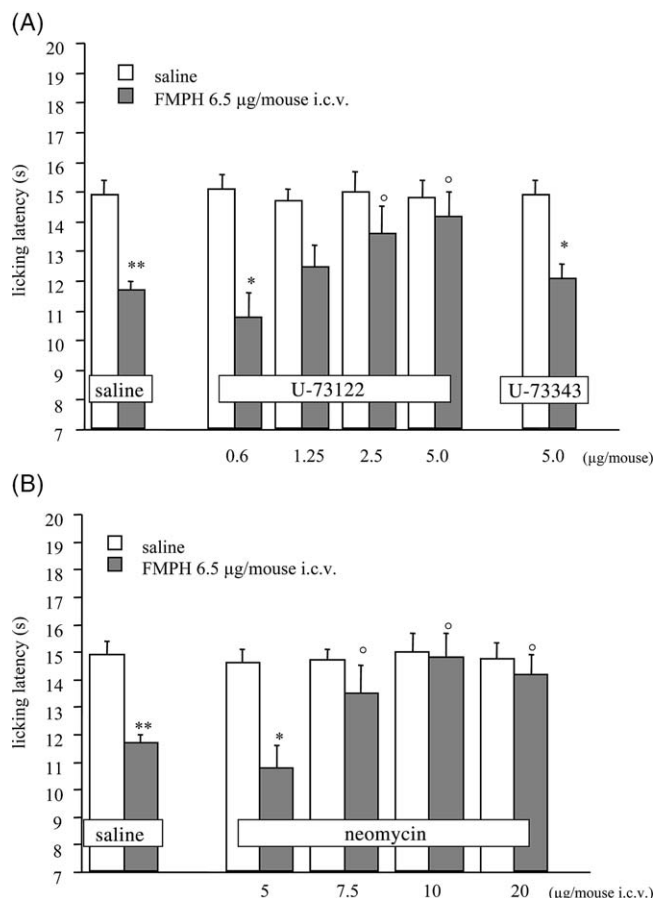 (A)
20
19
18
17
16
15
14
13
12
11
10
9
8
7
licking latency (s)
saline
FMPH 6.5 µg/mouse i.c.v.
**
*
°
°
*
saline
U-73122
U-73343
0.6 1.25 2.5 5.0 5.0 (µg/mouse)
(B)
20
19
18
17
16
15
14
13
12
11
10
9
8
7
licking latency (s)
saline
FMPH 6.5 µg/mouse i.c.v.
**
*
°
°
°
saline
neomycin
5 7.5 10 20 (µg/mouse i.c.v.)